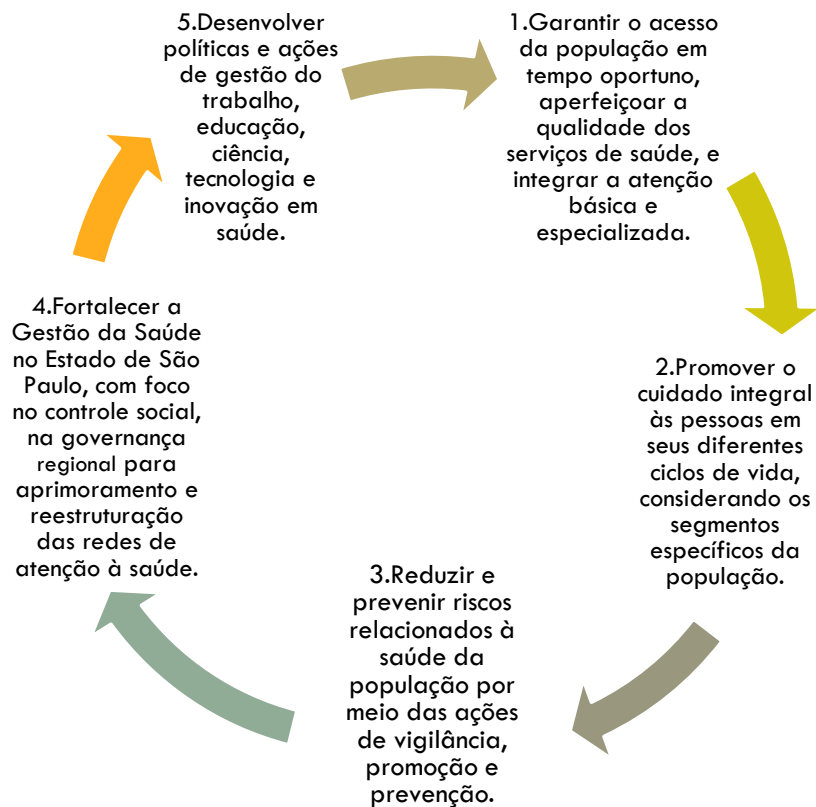 1.Garantir o acesso
da população em
tempo oportuno,
aperfeiçoar a
qualidade dos
serviços de saúde, e
integrar a atenção
básica e
especializada.
2.Promover o
cuidado integral
às pessoas em
seus diferentes
ciclos de vida,
considerando os
segmentos
específicos da
população.
3.Reduzir e
prevenir riscos
relacionados à
saúde da
população por
meio das ações
de vigilância,
promoção e
prevenção.
4.Fortalecer a
Gestão da Saúde
no Estado de São
Paulo, com foco
no controle social,
na governança
regional para
aprimoramento e
reestruturação
das redes de
atenção à saúde.
5.Desenvolver
políticas e ações
de gestão do
trabalho,
educação,
ciência,
tecnologia e
inovação em
saúde.